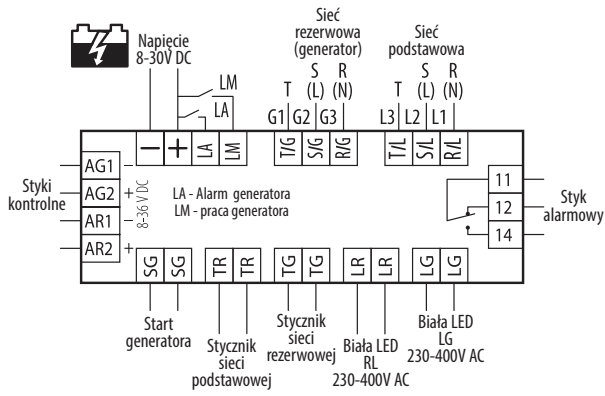 Sieć
rezerwowa
(generator)
Sieć
podstawowa
Napięcie
8-30V DC
LM
LA
T
S
(L)
R
(N)
T
S
(L)
R
(N)
G1 G2 G3
L3 L2 L1
− + LA LM
T/G S/G R/G
T/L S/L R/L
Styki
kontrolne
AG1 −
AG2 +
AR1 −
AR2 +
8-36 V DC
LA - Alarm generatora
LM - praca generatora
11
12
14
Styk
alarmowy
SG SG TR TR TG TG LR LR LG LG
Start
generatora
Stycznik
sieci
podstawowej
Stycznik
sieci
rezerwowej
Biała LED
RL
230-400V AC
Biała LED
LG
230-400V AC